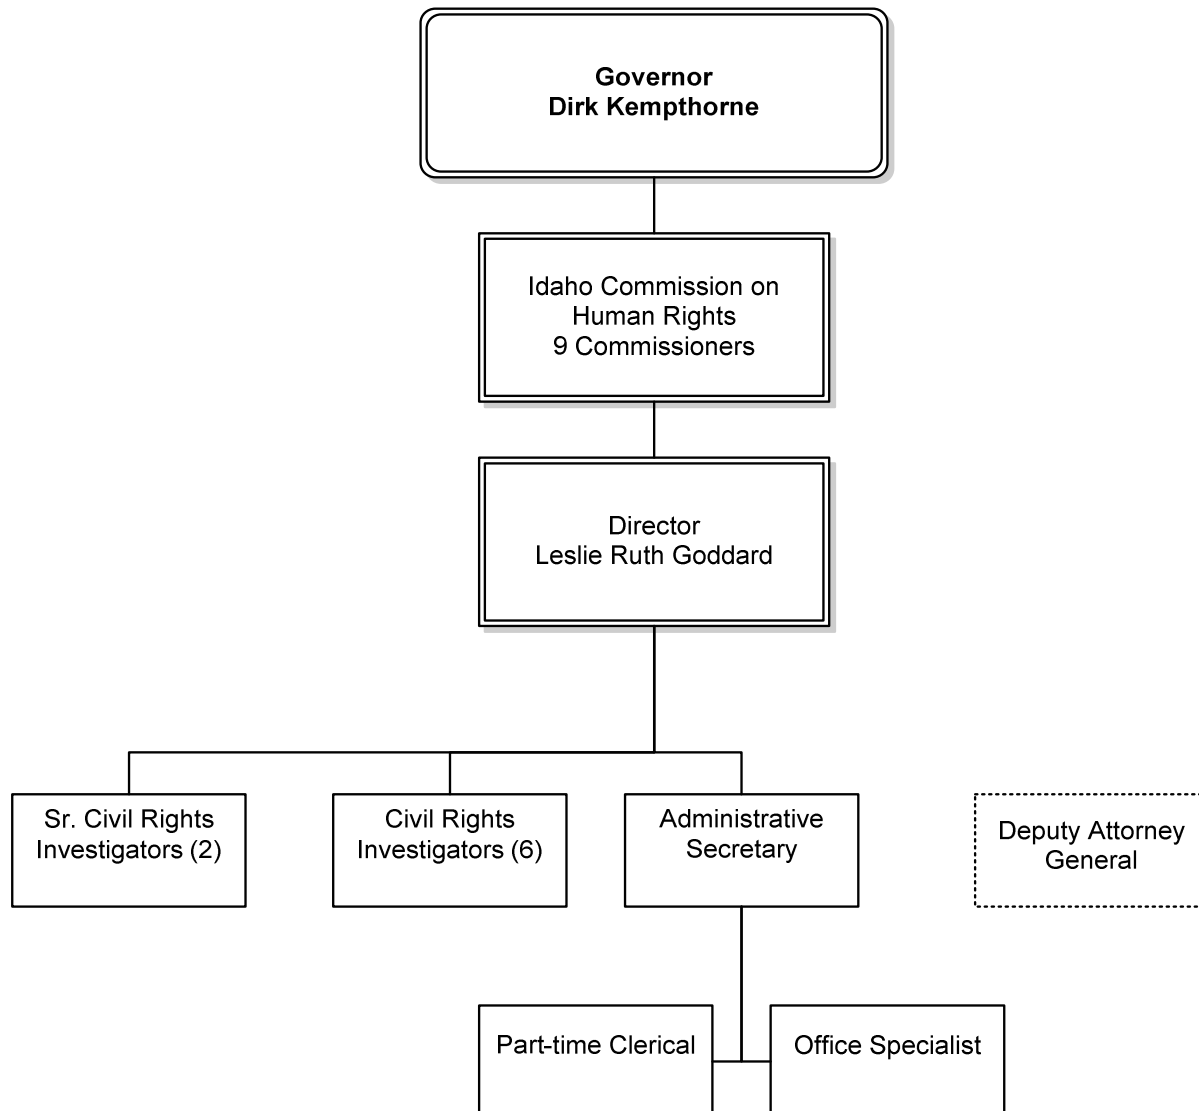 Governor
Dirk Kempthorne
Idaho Commission on
Human Rights
9 Commissioners
Director
Leslie Ruth Goddard
Sr. Civil Rights
Investigators (2)
Civil Rights
Investigators (6)
Administrative
Secretary
Deputy Attorney
General
Part-time Clerical
Office Specialist